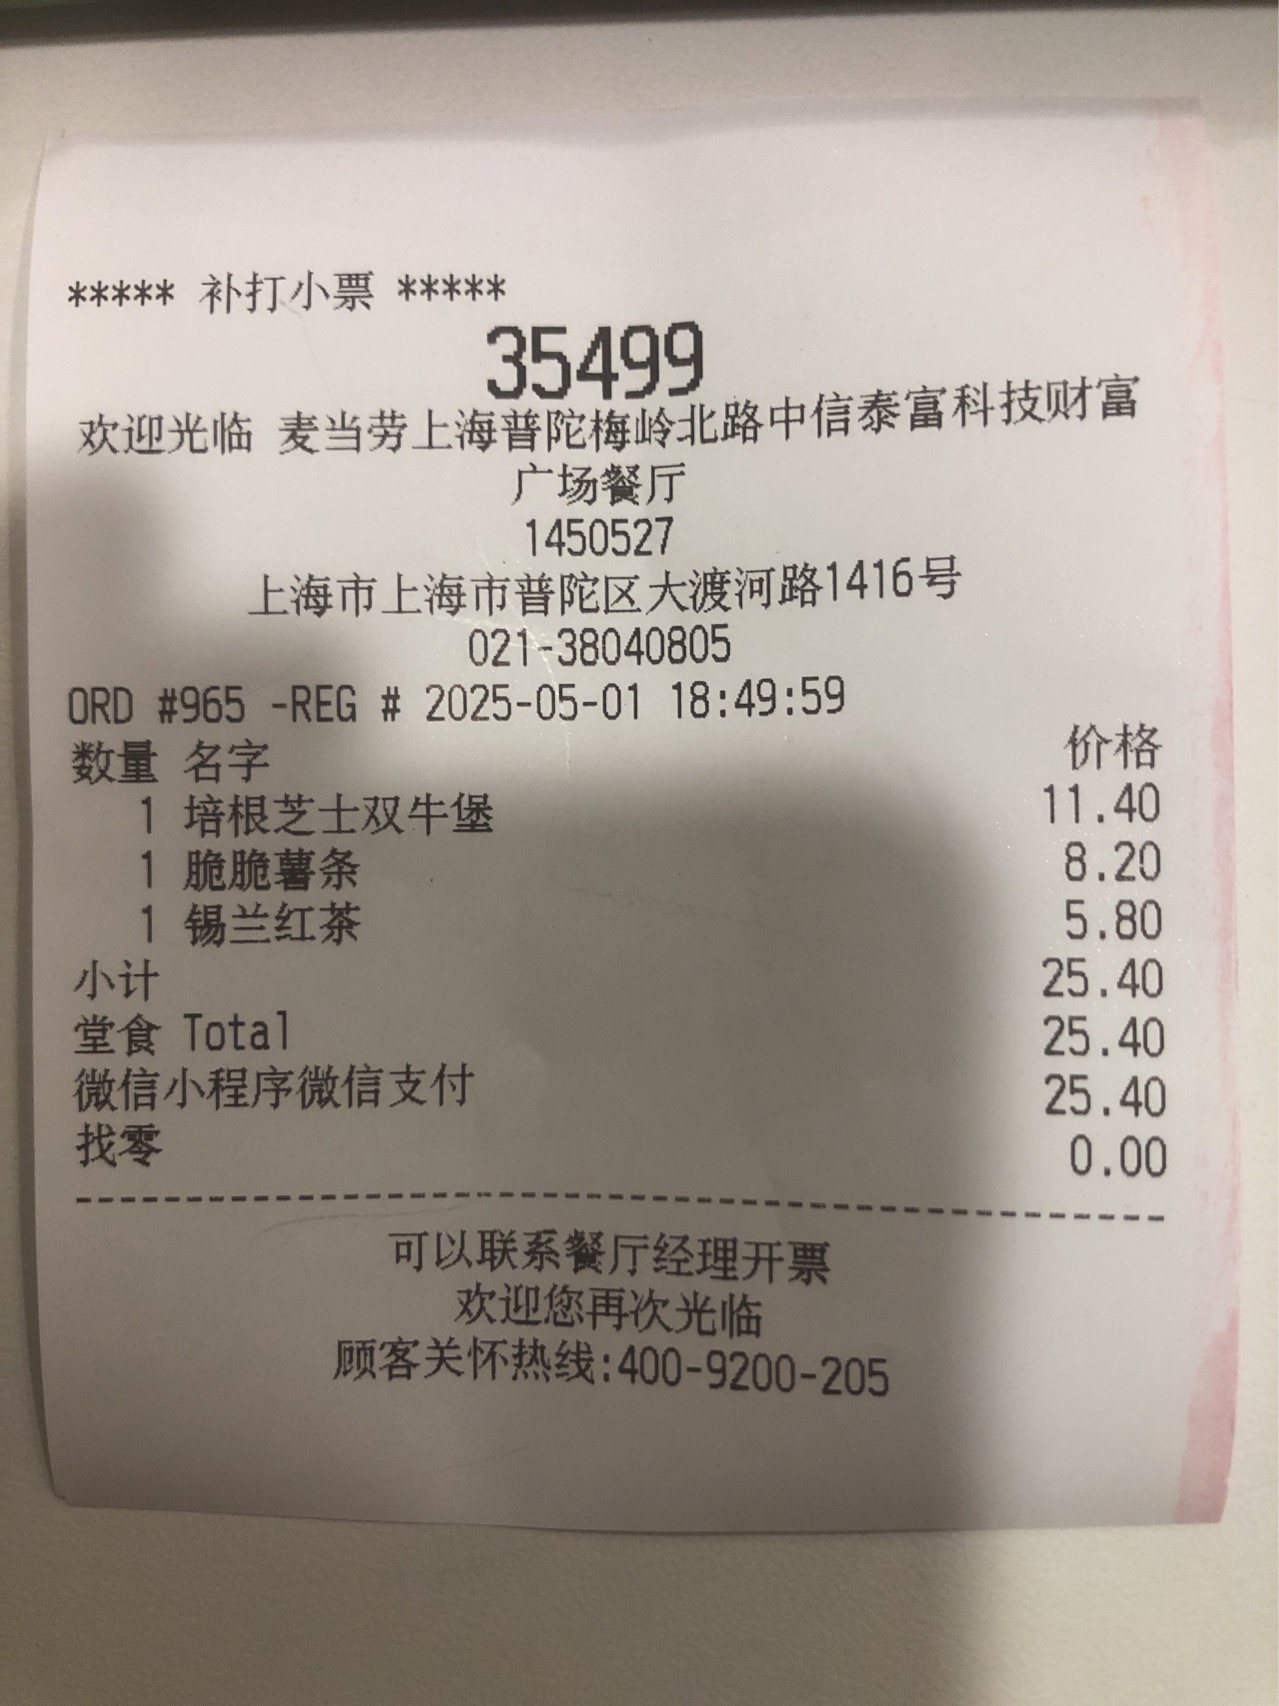 ***** 补打小票 *****
35499
欢迎光临 麦当劳上海普陀梅岭北路中信泰富科技财富
广场餐厅
1450527
上海市上海市普陀区大渡河路1416号
021-38040805
ORD #965 -REG # 2025-05-01 18:49:59
数量 名字 价格
1 培根芝士双牛堡 11.40
1 脆脆薯条 8.20
1 锡兰红茶 5.80
小计 25.40
堂食 Total 25.40
微信小程序微信支付 25.40
找零 0.00
--------------------------------------------
可以联系餐厅经理开票
欢迎您再次光临
顾客关怀热线:400-9200-205